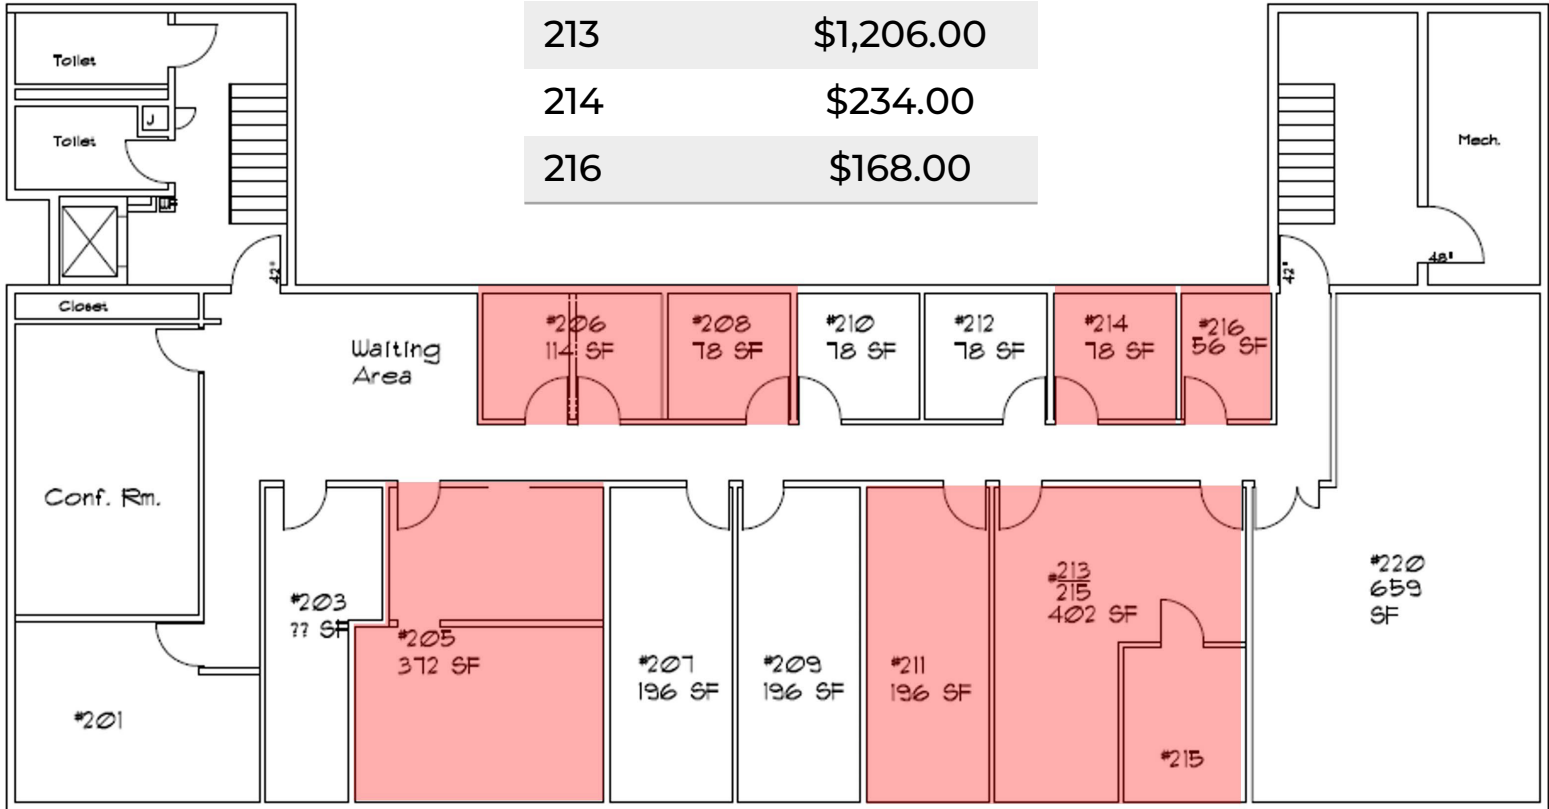 213 $1,206.00
214 $234.00
216 $168.00
Toilet
J
Toilet
Mech.
42"
42"
48"
Closet
Waiting
Area
#206
114 SF
#208
78 SF
#210
78 SF
#212
78 SF
#214
78 SF
#216
56 SF
Conf. Rm.
#203
?? SF
#205
372 SF
#207
196 SF
#209
196 SF
#211
196 SF
#213
215
402 SF
#220
659
SF
#201
#215